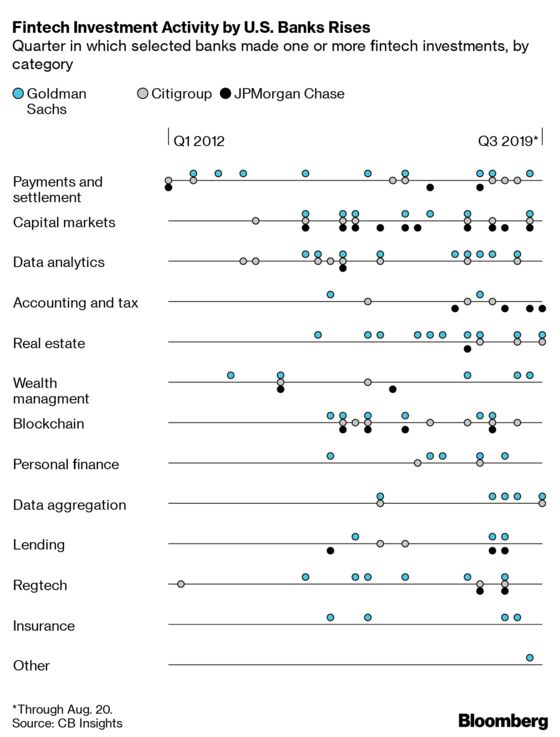 Fintech Investment Activity by U.S. Banks Rises
Quarter in which selected banks made one or more fintech investments, by
category
Goldman
Sachs
Citigroup
JPMorgan Chase
Q1 2012
Q3 2019*
Payments and
settlement
Capital markets
Data analytics
Accounting and tax
Real estate
Wealth
managment
Blockchain
Personal finance
Data aggregation
Lending
Regtech
Insurance
Other
*Through Aug. 20.
Source: CB Insights
Bloomberg